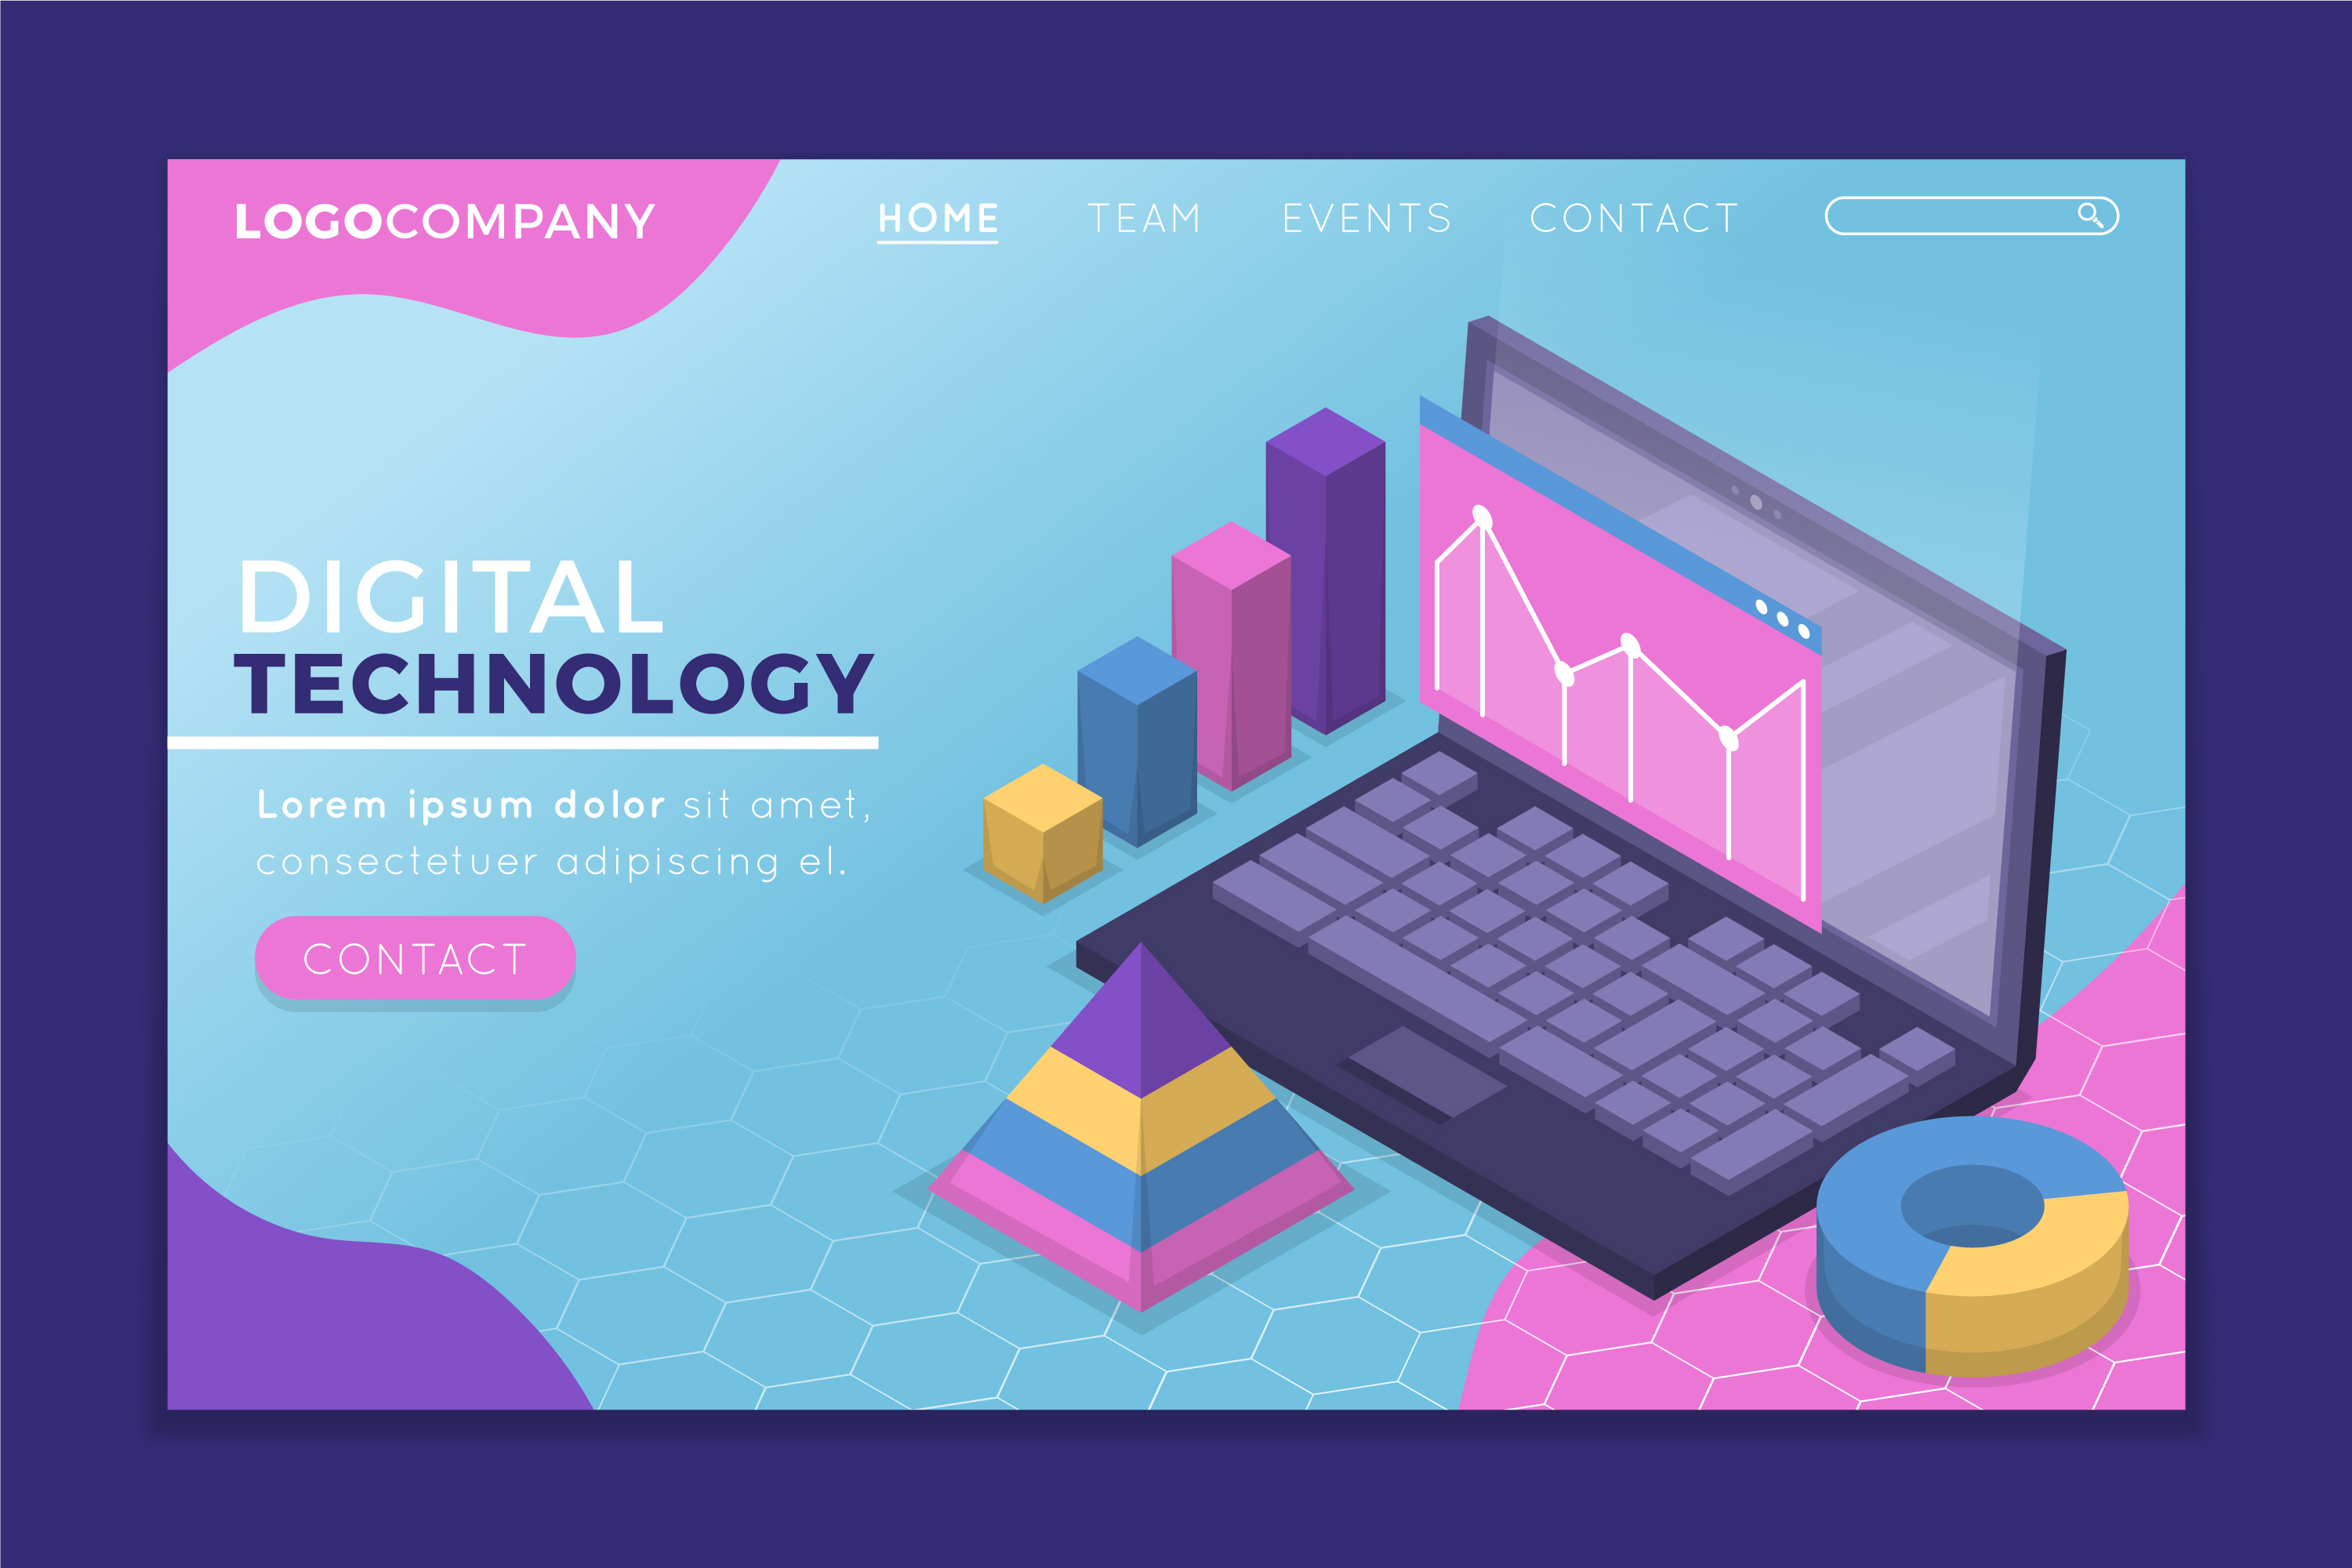 LOGOCOMPANY
HOME TEAM EVENTS CONTACT
DIGITAL
TECHNOLOGY
Lorem ipsum dolor sit amet,
consectetuer adipiscing el.
CONTACT